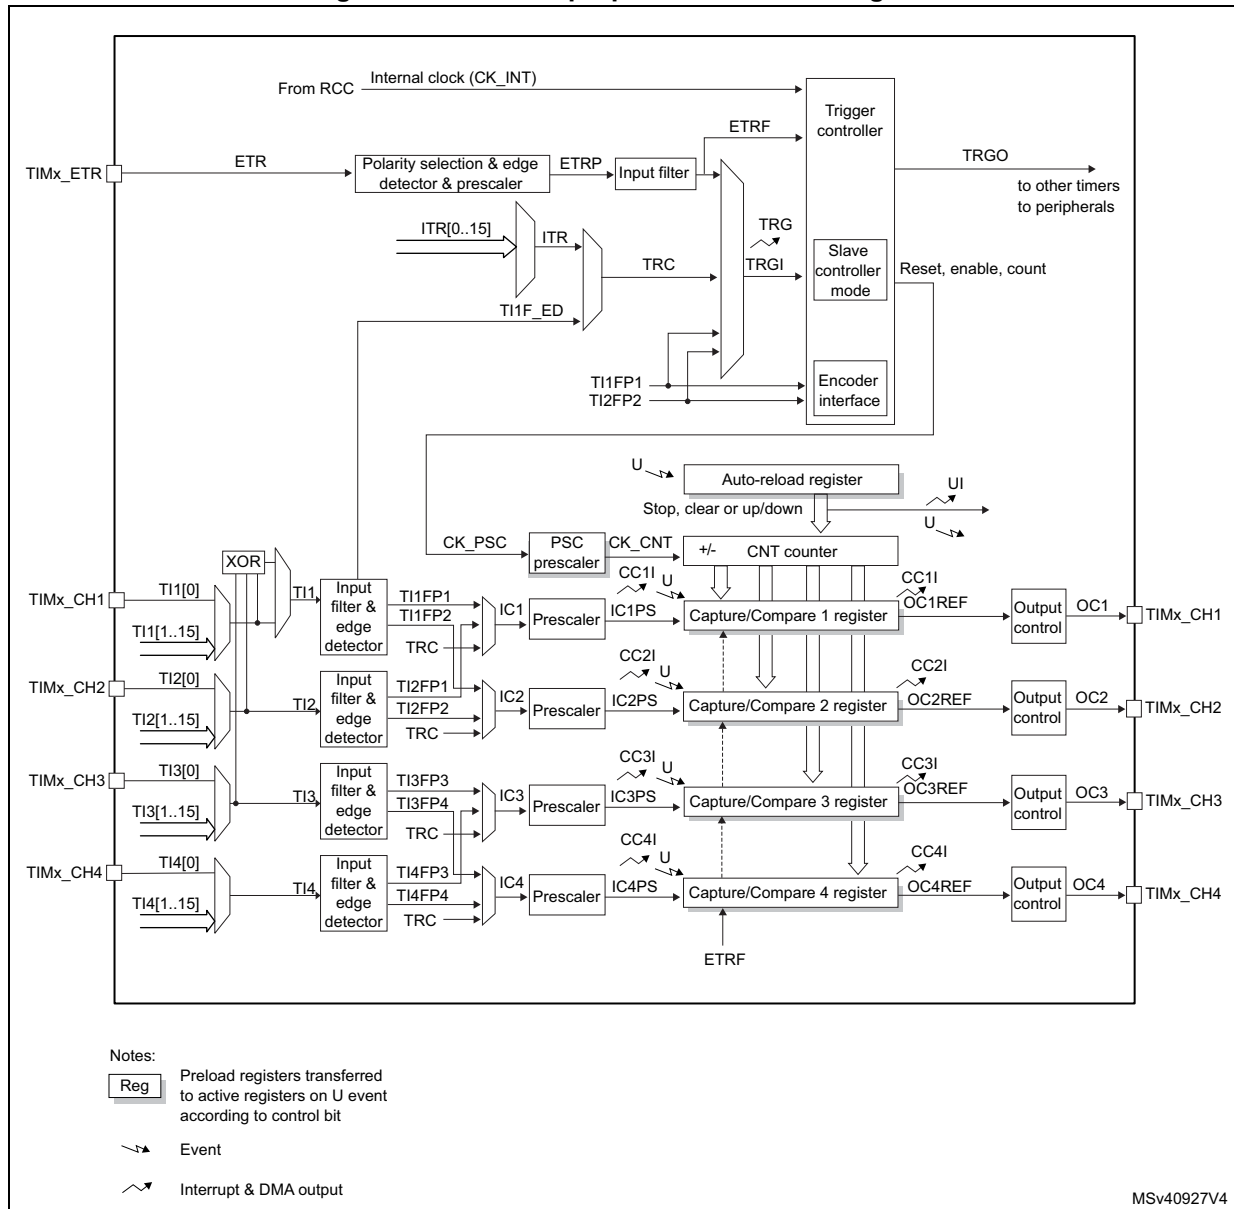 Internal clock (CK_INT)
From RCC
Trigger
controller
ETRF
TIMx_ETR
ETR
Polarity selection & edge
detector & prescaler
ETRP
Input filter
TRGO
to other timers
to peripherals
ITR[0..15]
ITR
TRG
TRC
TRGI
Slave
controller
mode
Reset, enable, count
TI1F_ED
TI1FP1
TI2FP2
Encoder
interface
U
Auto-reload register
UI
Stop, clear or up/down
U
CK_PSC
PSC
prescaler
CK_CNT
+/-
CNT counter
XOR
TIMx_CH1
TI1[0]
TI1[1..15]
TI1
Input
filter &
edge
detector
TI1FP1
TI1FP2
TRC
IC1
Prescaler
IC1PS
CC1I
U
Capture/Compare 1 register
CC1I
OC1REF
Output
control
OC1
TIMx_CH1
TIMx_CH2
TI2[0]
TI2[1..15]
TI2
Input
filter &
edge
detector
TI2FP1
TI2FP2
TRC
IC2
Prescaler
IC2PS
CC2I
U
Capture/Compare 2 register
CC2I
OC2REF
Output
control
OC2
TIMx_CH2
TIMx_CH3
TI3[0]
TI3[1..15]
TI3
Input
filter &
edge
detector
TI3FP3
TI3FP4
TRC
IC3
Prescaler
IC3PS
CC3I
U
Capture/Compare 3 register
CC3I
OC3REF
Output
control
OC3
TIMx_CH3
TIMx_CH4
TI4[0]
TI4[1..15]
TI4
Input
filter &
edge
detector
TI4FP3
TI4FP4
TRC
IC4
Prescaler
IC4PS
CC4I
U
Capture/Compare 4 register
CC4I
OC4REF
Output
control
OC4
TIMx_CH4
ETRF
Notes:
Reg
Preload registers transferred
to active registers on U event
according to control bit
Event
Interrupt & DMA output
MSv40927V4